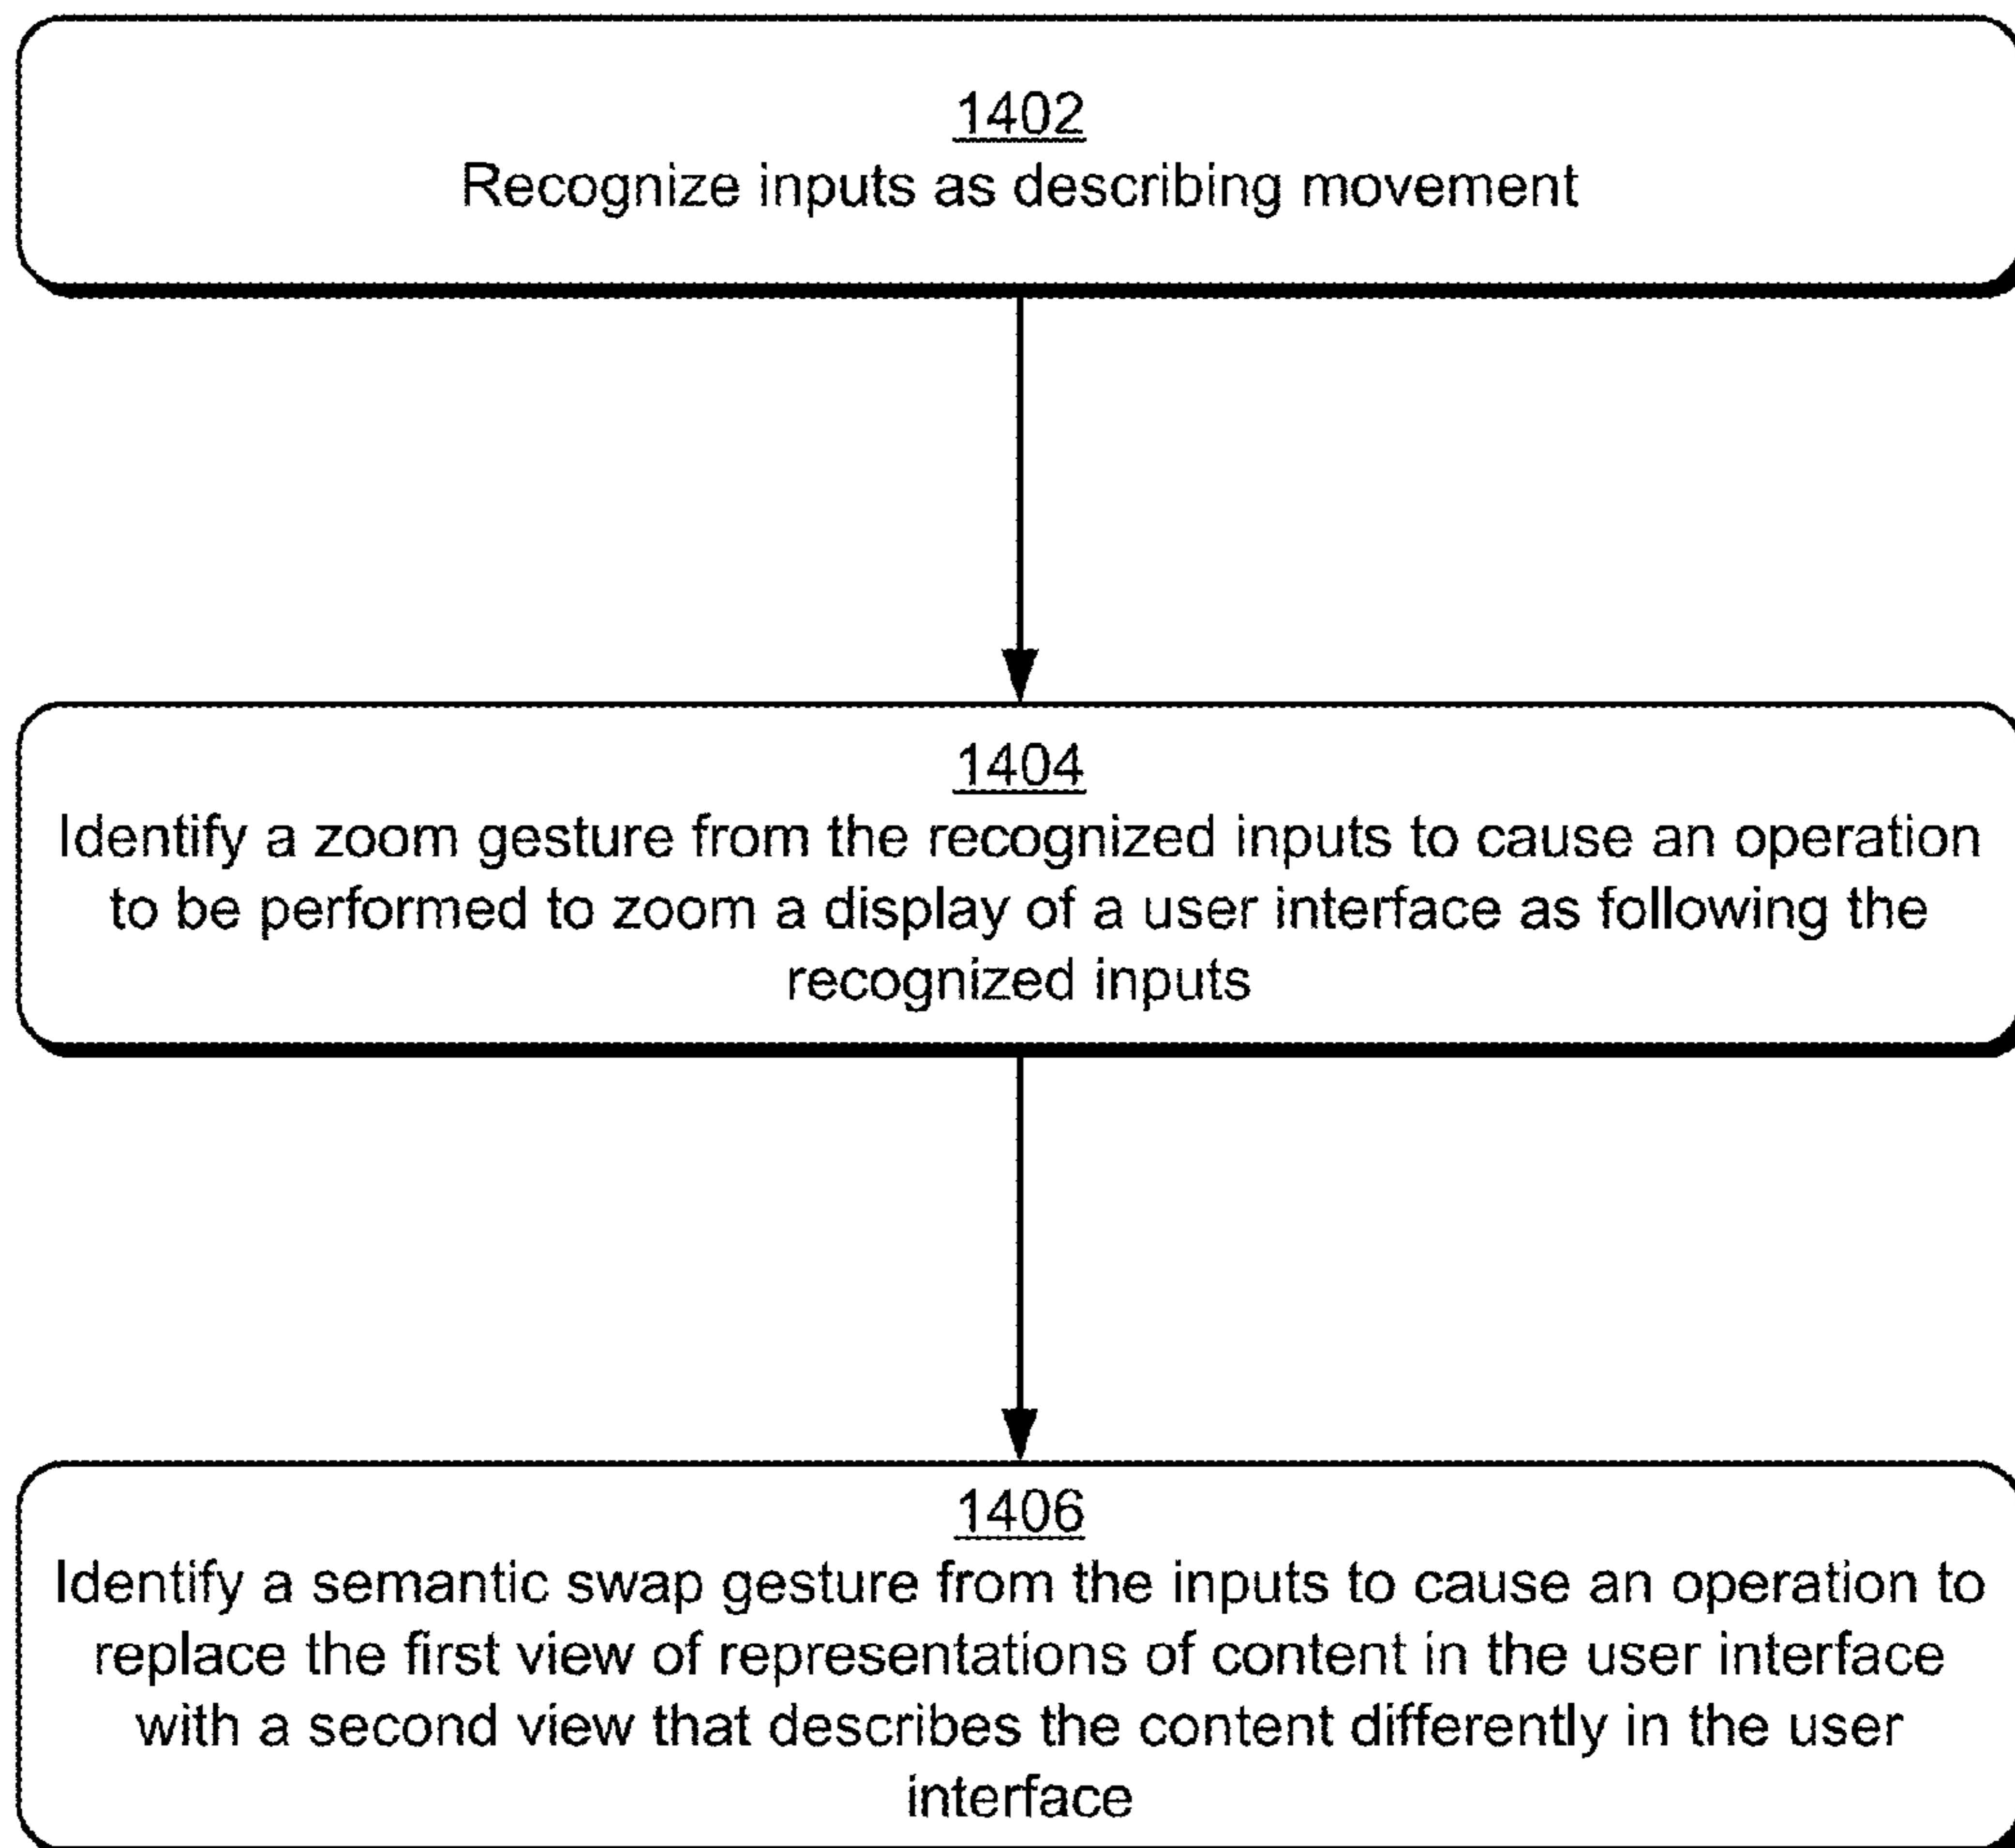 1402
Recognize inputs as describing movement
1404
Identify a zoom gesture from the recognized inputs to cause an operation
to be performed to zoom a display of a user interface as following the
recognized inputs
1406
Identify a semantic swap gesture from the inputs to cause an operation to
replace the first view of representations of content in the user interface
with a second view that describes the content differently in the user
interface